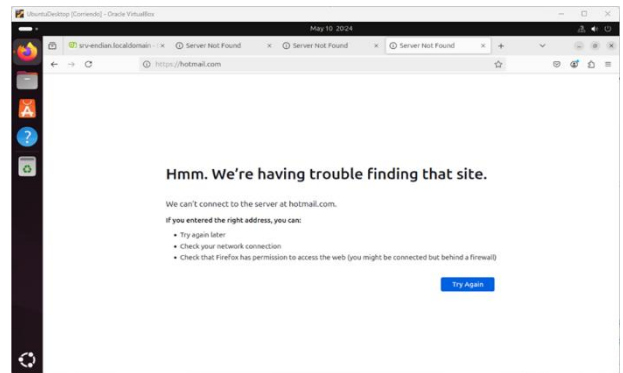 UbuntuDesktop [Corriendo] - Oracle VirtualBox
May 10 2024
srv-endian.localdomain -
Server Not Found
Server Not Found
Server Not Found
https://hotmail.com
Hmm. We're having trouble finding that site.
We can't connect to the server at hotmail.com.
If you entered the right address, you can:
• Try again later
• Check your network connection
• Check that Firefox has permission to access the web (you might be connected but behind a firewall)
Try Again